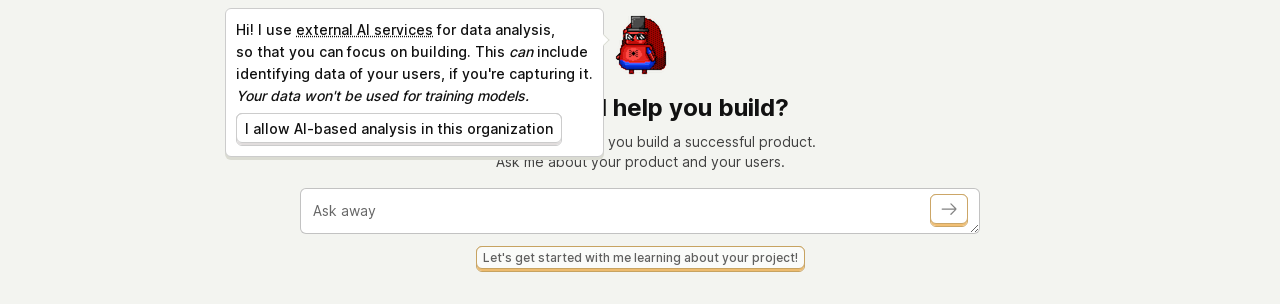 Hi! I use external AI services for data analysis,
so that you can focus on building. This can include
identifying data of your users, if you're capturing it.
Your data won't be used for training models.
I allow AI-based analysis in this organization
help you build?
you build a successful product.
Ask me about your product and your users.
Ask away
Let's get started with me learning about your project!